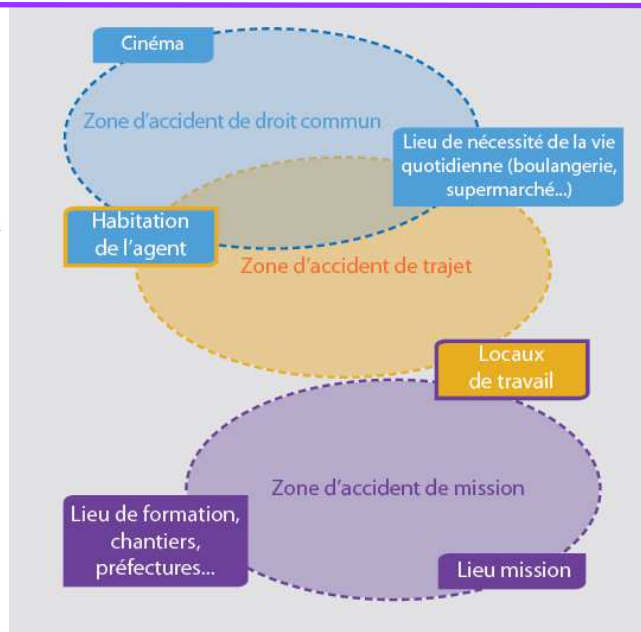 Cinéma
Zone d'accident de droit commun
Lieu de nécessité de la vie
quotidienne (boulangerie,
supermarché...)
Habitation
de l'agent
Zone d'accident de trajet
Locaux
de travail
Zone d'accident de mission
Lieu de formation,
chantiers,
préfectures...
Lieu mission